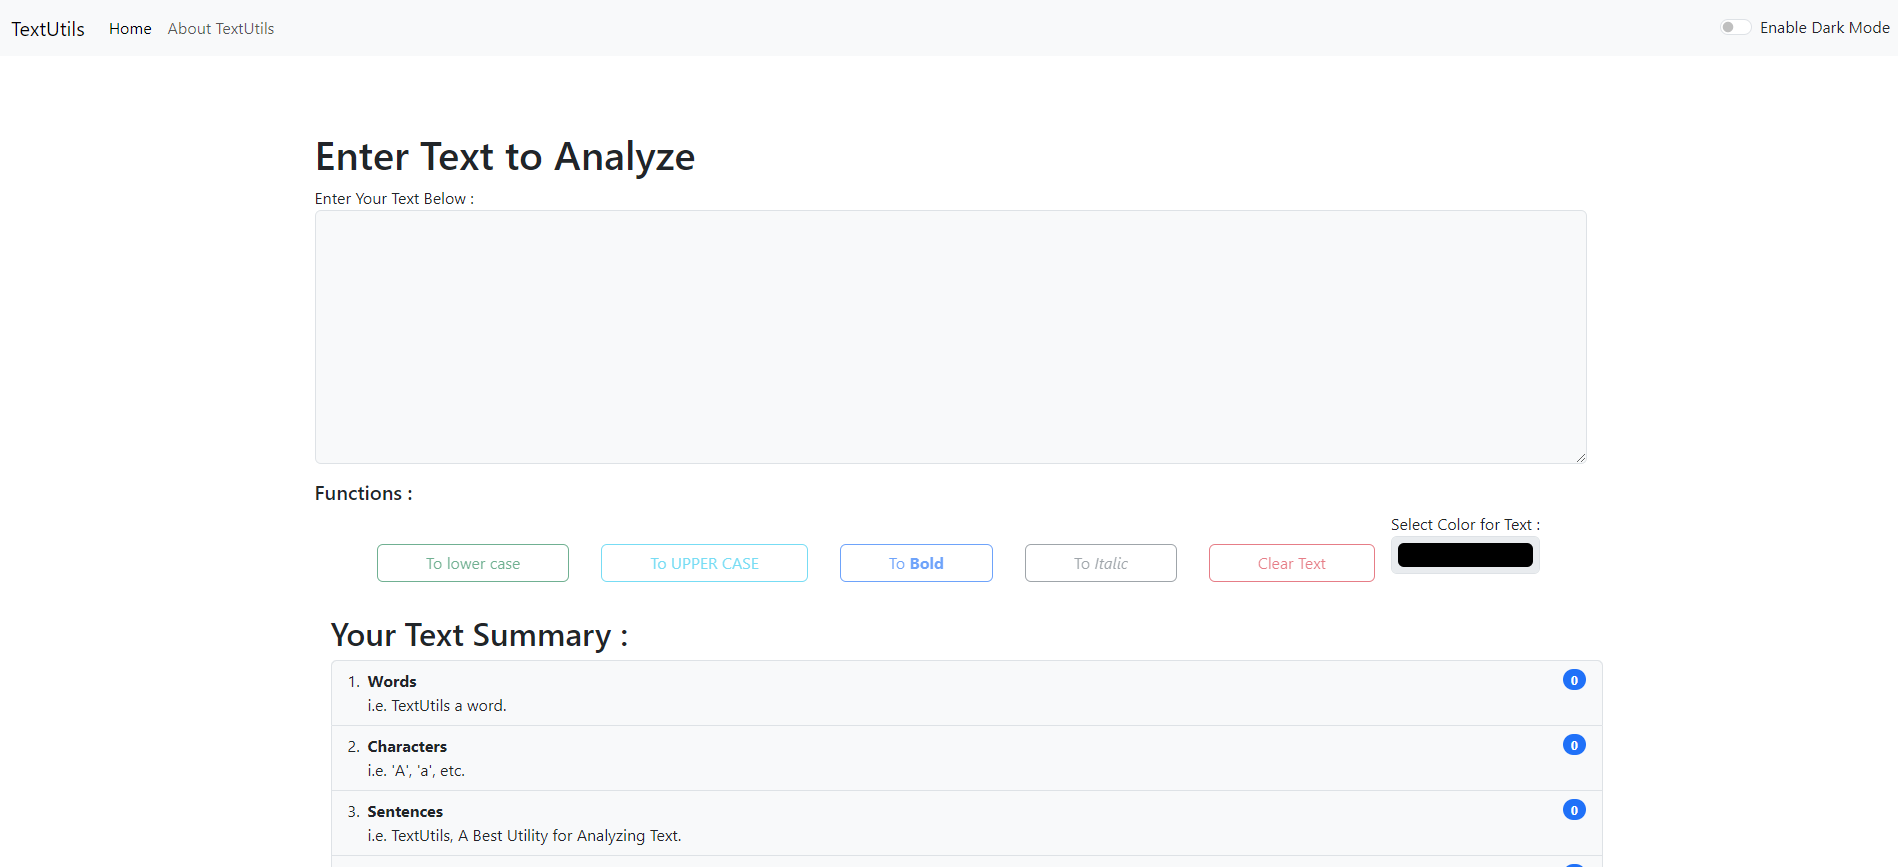 TextUtils Home About TextUtils Enable Dark Mode
Enter Text to Analyze
Enter Your Text Below :
Functions :
Select Color for Text :
To lower case To UPPER CASE To Bold To Italic Clear Text
Your Text Summary :
1. Words 0
i.e. TextUtils a word.
2. Characters 0
i.e. 'A', 'a', etc.
3. Sentences 0
i.e. TextUtils, A Best Utility for Analyzing Text.